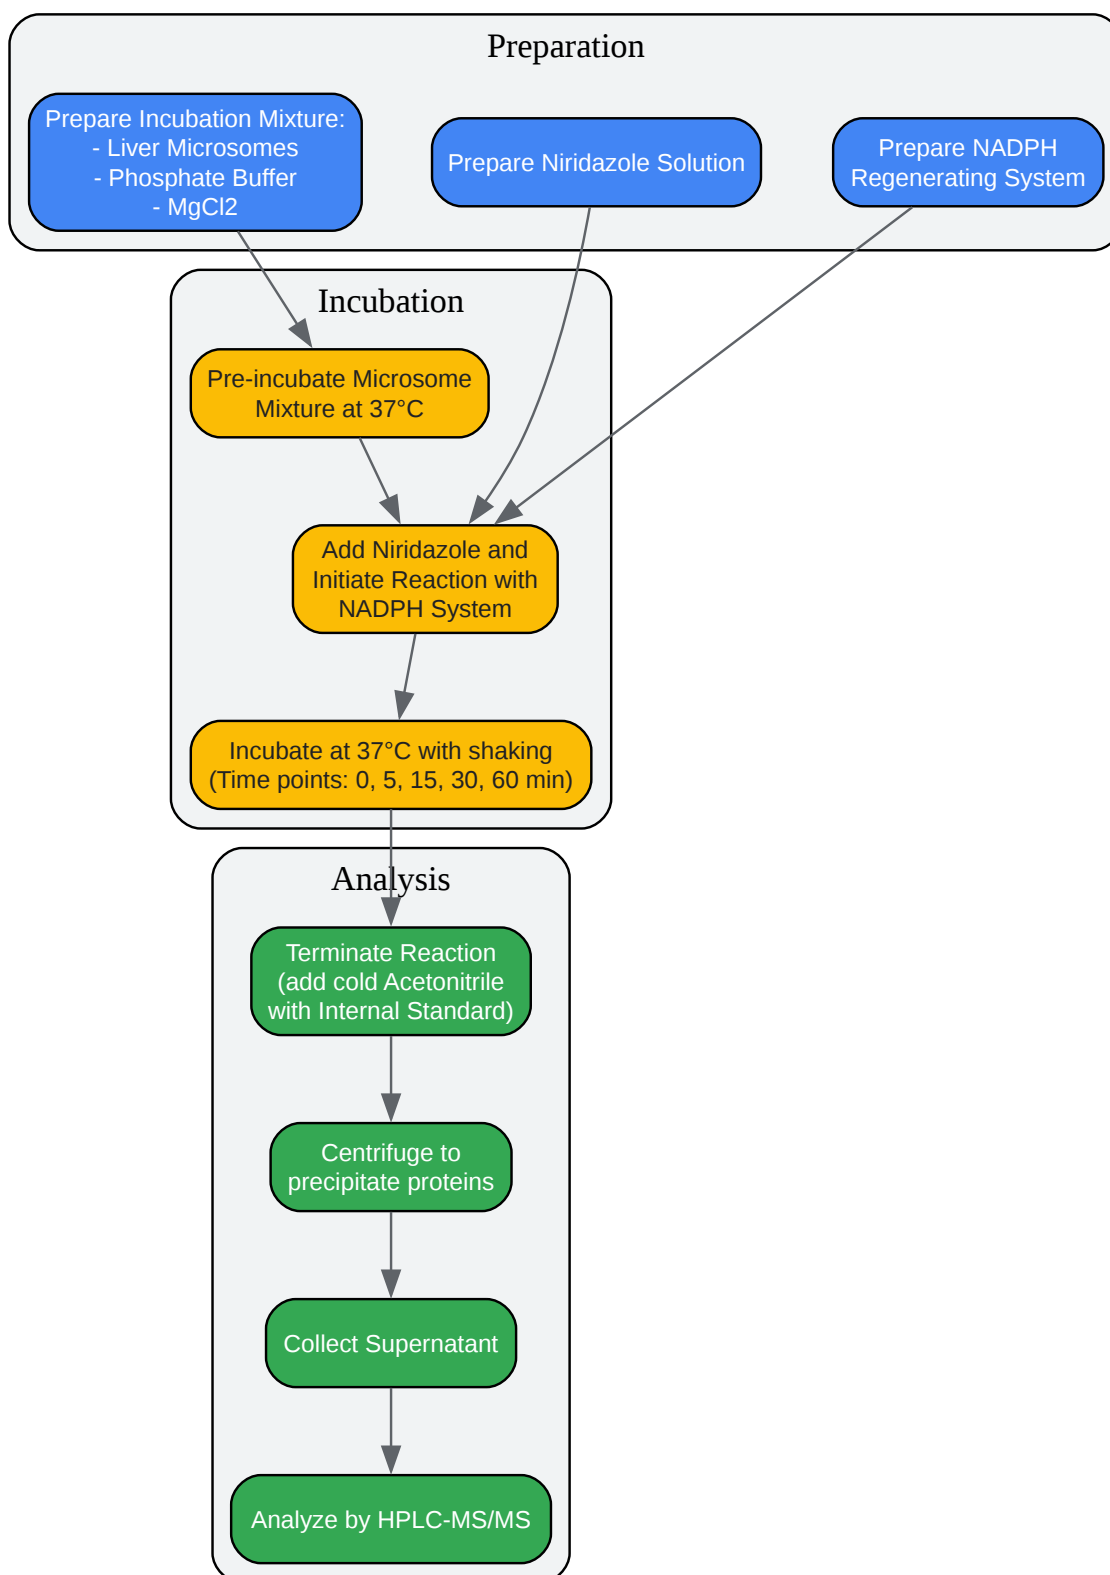 Preparation
Prepare Incubation Mixture:
- Liver Microsomes
- Phosphate Buffer
- MgCl2
Prepare Niridazole Solution
Prepare NADPH
Regenerating System
Incubation
Pre-incubate Microsome
Mixture at 37°C
Add Niridazole and
Initiate Reaction with
NADPH System
Incubate at 37°C with shaking
(Time points: 0, 5, 15, 30, 60 min)
Analysis
Terminate Reaction
(add cold Acetonitrile
with Internal Standard)
Centrifuge to
precipitate proteins
Collect Supernatant
Analyze by HPLC-MS/MS